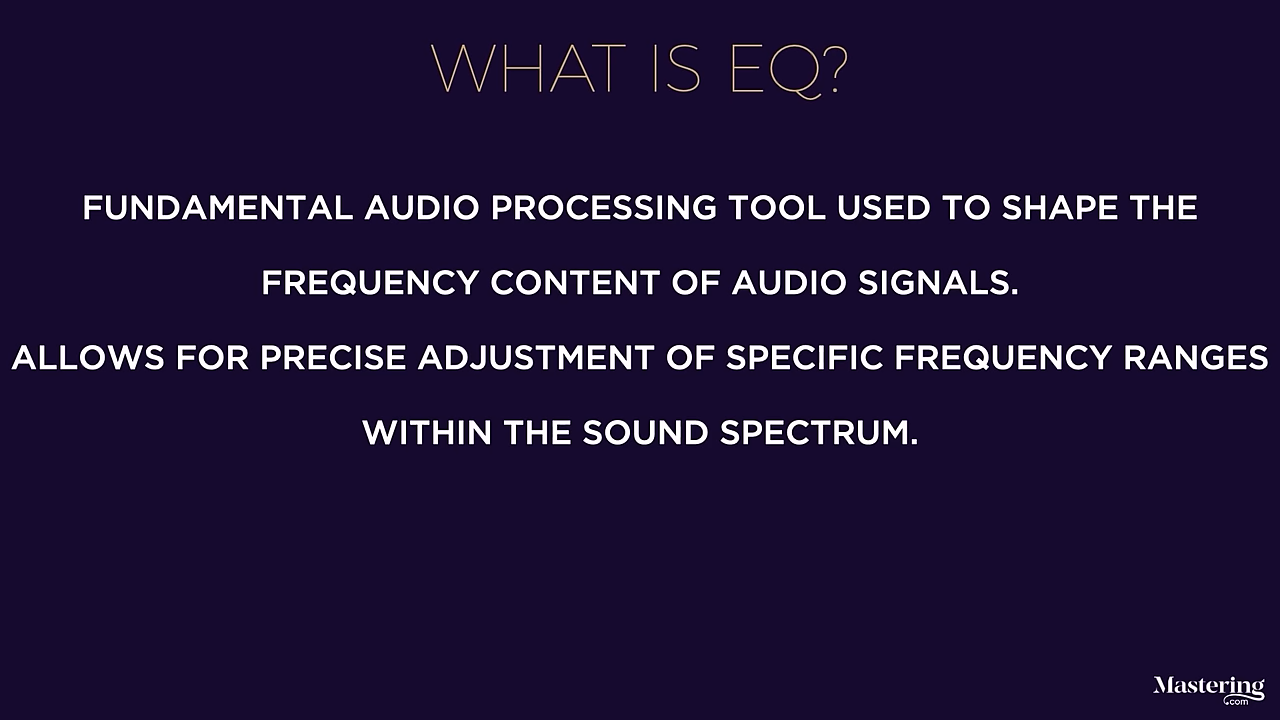 WHAT IS EQ?
FUNDAMENTAL AUDIO PROCESSING TOOL USED TO SHAPE THE
FREQUENCY CONTENT OF AUDIO SIGNALS.
ALLOWS FOR PRECISE ADJUSTMENT OF SPECIFIC FREQUENCY RANGES
WITHIN THE SOUND SPECTRUM.
Mastering
.com